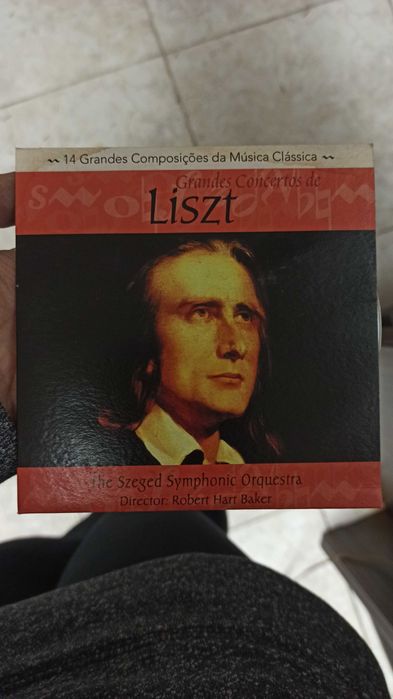 14 Grandes Composições da Música Clássica
Grandes Concertos de
Liszt
The Szeged Symphonic Orquestra
Director: Robert Hart Baker